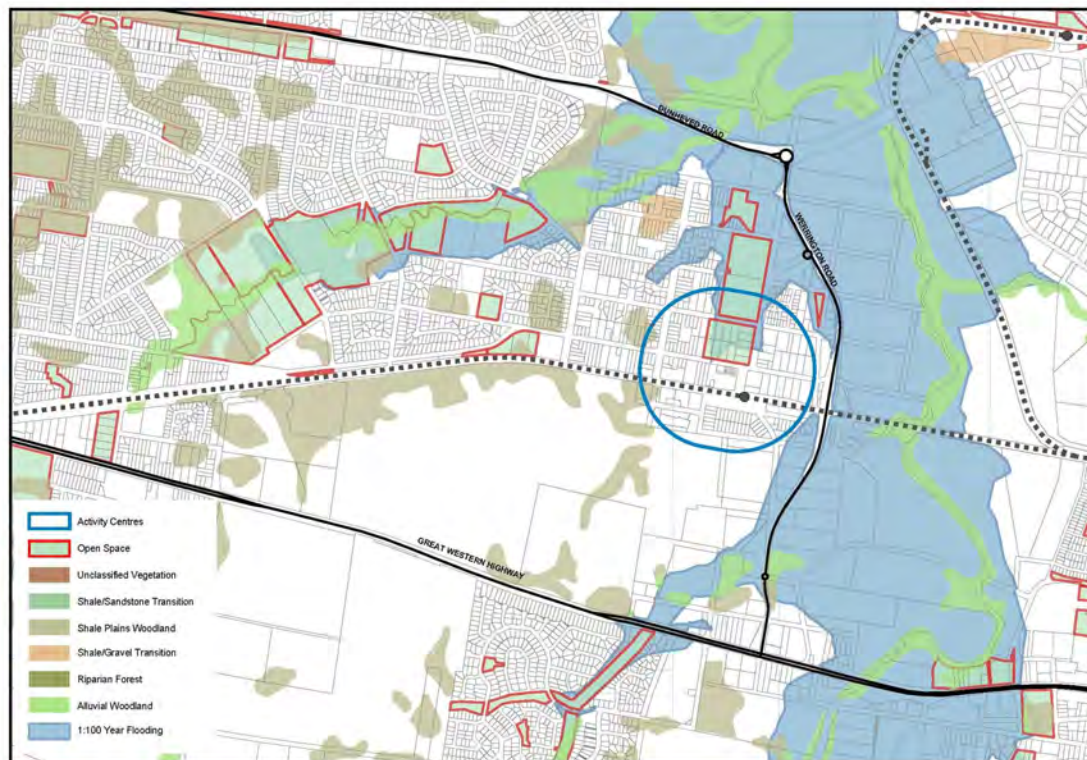 DUNHEVED ROAD
WERRINGTON ROAD
GREAT WESTERN HIGHWAY
Activity Centres
Open Space
Unclassified Vegetation
Shale/Sandstone Transition
Shale Plains Woodland
Shale/Gravel Transition
Riparian Forest
Alluvial Woodland
1:100 Year Flooding